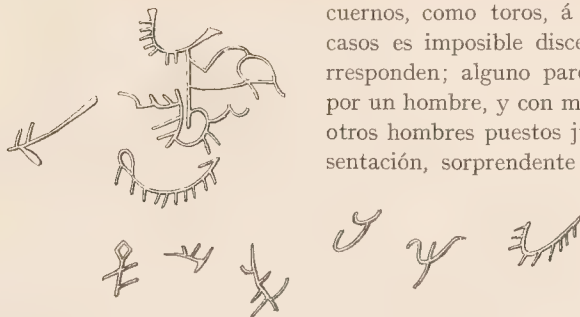 cuernos, como toros, á
casos es imposible
rresponden; alguno
por un hombre, y con
otros hombres puestos
sentación, sorprendente